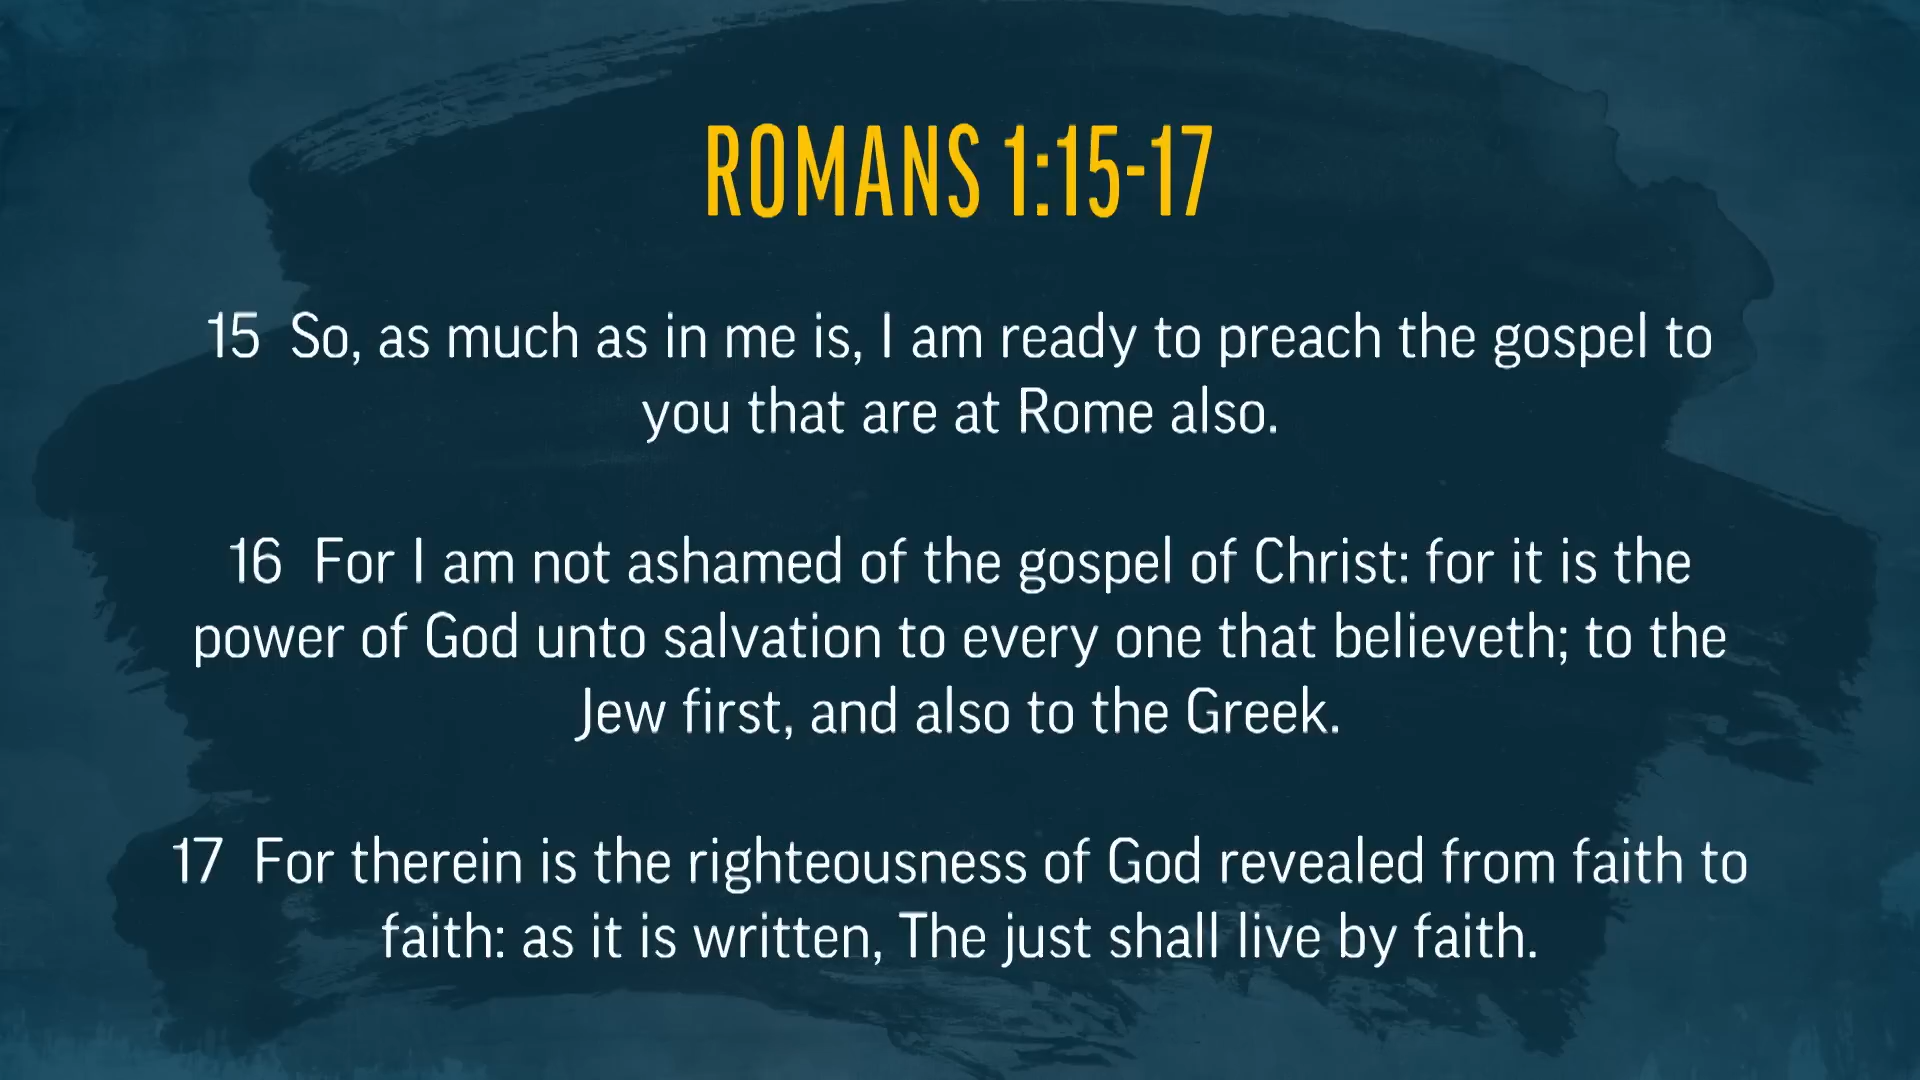 ROMANS 1:15-17
15 So, as much as in me is, I am ready to preach the gospel to
you that are at Rome also.
16 For I am not ashamed of the gospel of Christ: for it is the
power of God unto salvation to every one that believeth; to the
Jew first, and also to the Greek.
17 For therein is the righteousness of God revealed from faith to
faith: as it is written, The just shall live by faith.